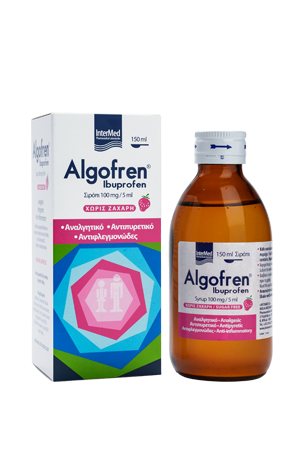 InterMed
150 ml
Algofren®
Ibuprofen
Σιρόπι 100 mg / 5 ml
ΧΩΡΙΣ ΖΑΧΑΡΗ
•Αναλγητικό •Αντιπυρετικό
•Αντιφλεγμονώδες
InterMed
150 ml Σιρόπι
Algofren®
Ibuprofen
Syrup 100 mg / 5 ml
ΧΩΡΙΣ ΖΑΧΑΡΗ • SUGAR FREE
Αναλγητικό • Analgesic
Αντιπυρετικό • Antipyretic
Αντιφλεγμονώδες • Anti-inflammatory